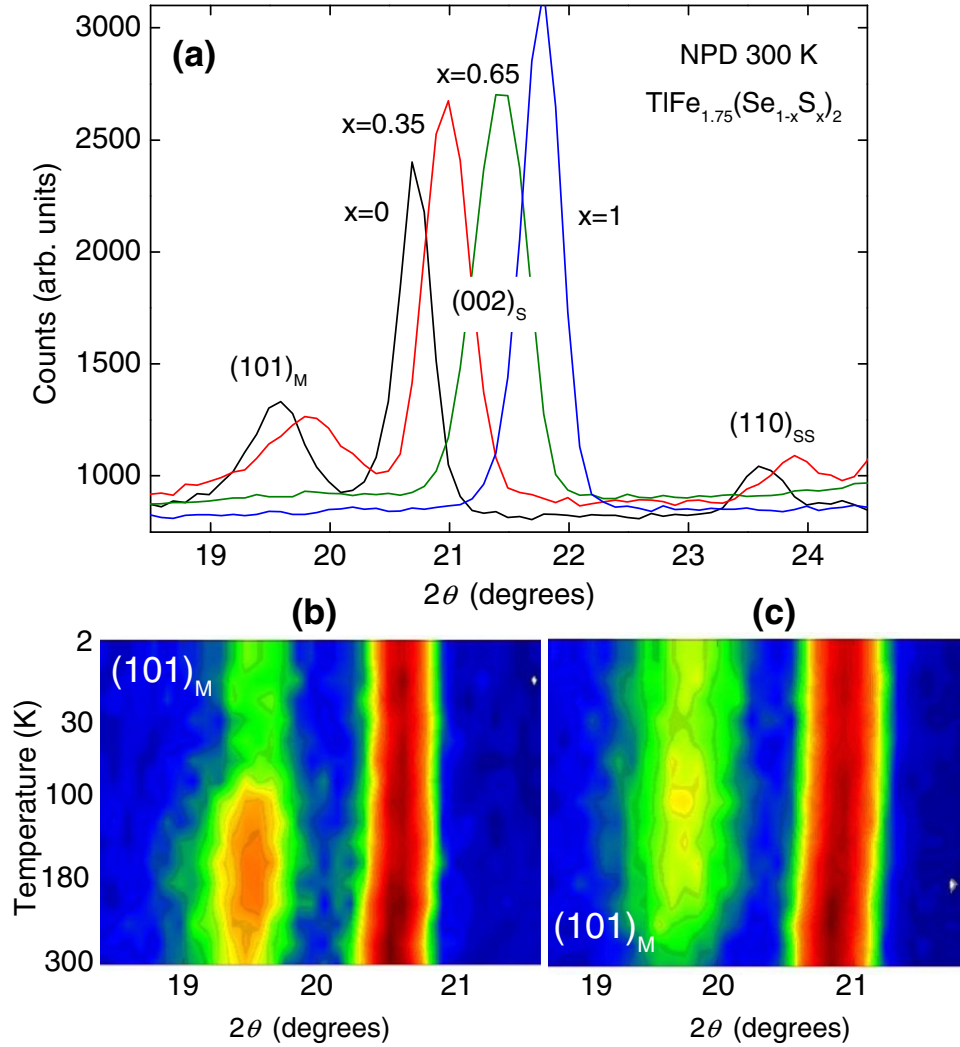 (a)
NPD 300 K
TlFe1.75(Se1-xSx)2
x=0.65
x=0.35
x=0
x=1
(002)S
(101)M
(110)SS
3000
2500
2000
1500
1000
Counts (arb. units)
19 20 21 22 23 24
2θ (degrees)
(b) (c)
(101)M
2
30
100
180
300
Temperature (K)
(101)M
19 20 21
19 20 21
2θ (degrees)
2θ (degrees)